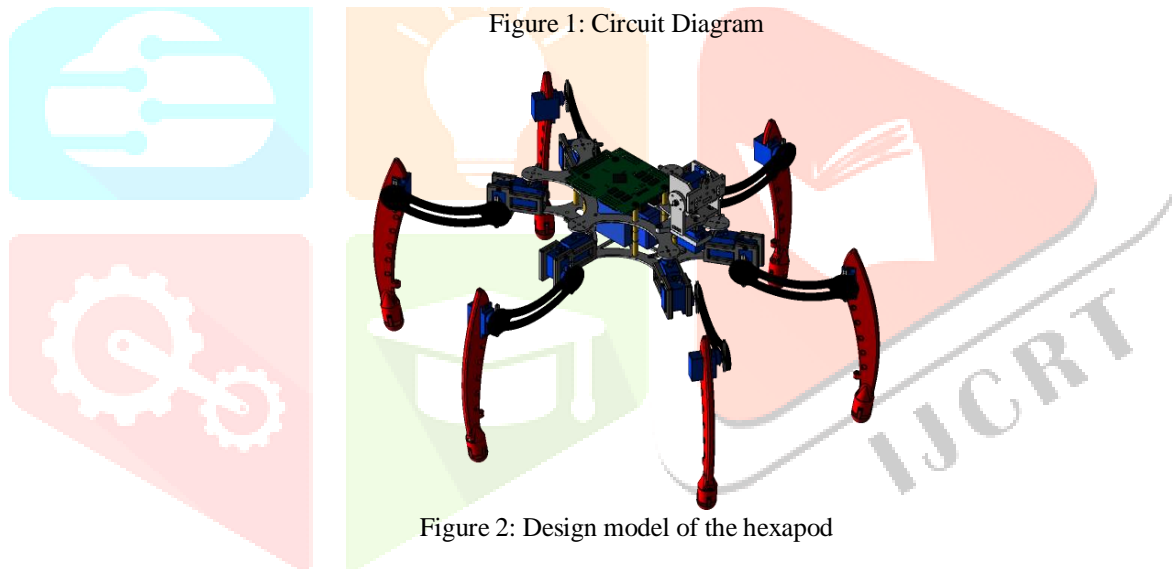 Figure 1: Circuit Diagram
IJCRT
Figure 2: Design model of the hexapod